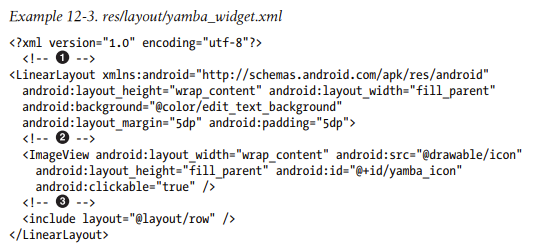 Example 12-3. res/layout/yamba_widget.xml
<?xml version="1.0" encoding="utf-8"?>
<!-- ❶ -->
<LinearLayout xmlns:android="http://schemas.android.com/apk/res/android"
android:layout_height="wrap_content" android:layout_width="fill_parent"
android:background="@color/edit_text_background"
android:layout_margin="5dp" android:padding="5dp">
<!-- ❷ -->
<ImageView android:layout_width="wrap_content" android:src="@drawable/icon"
android:layout_height="fill_parent" android:id="@+id/yamba_icon"
android:clickable="true" />
<!-- ❸ -->
<include layout="@layout/row" />
</LinearLayout>